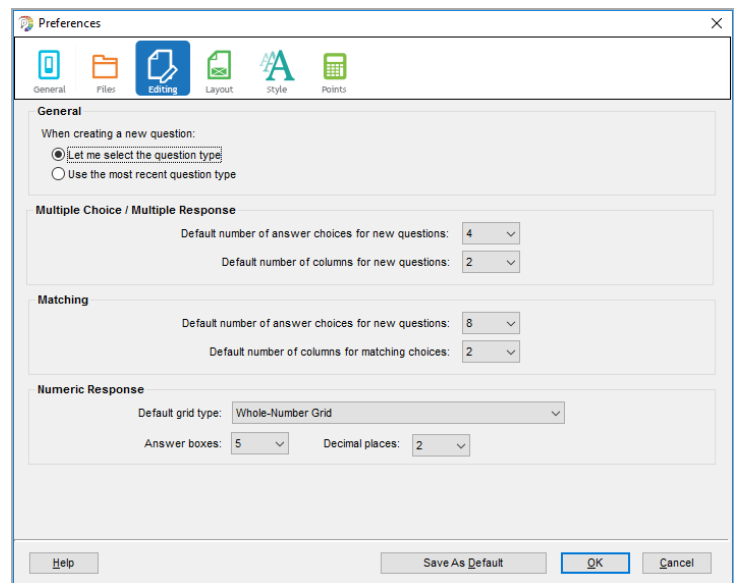 Preferences
General Files Editing Layout Style Points
General
When creating a new question:
Let me select the question type
Use the most recent question type
Multiple Choice / Multiple Response
Default number of answer choices for new questions: 4
Default number of columns for new questions: 2
Matching
Default number of answer choices for new questions: 8
Default number of columns for matching choices: 2
Numeric Response
Default grid type: Whole-Number Grid
Answer boxes: 5 Decimal places: 2
Help Save As Default OK Cancel